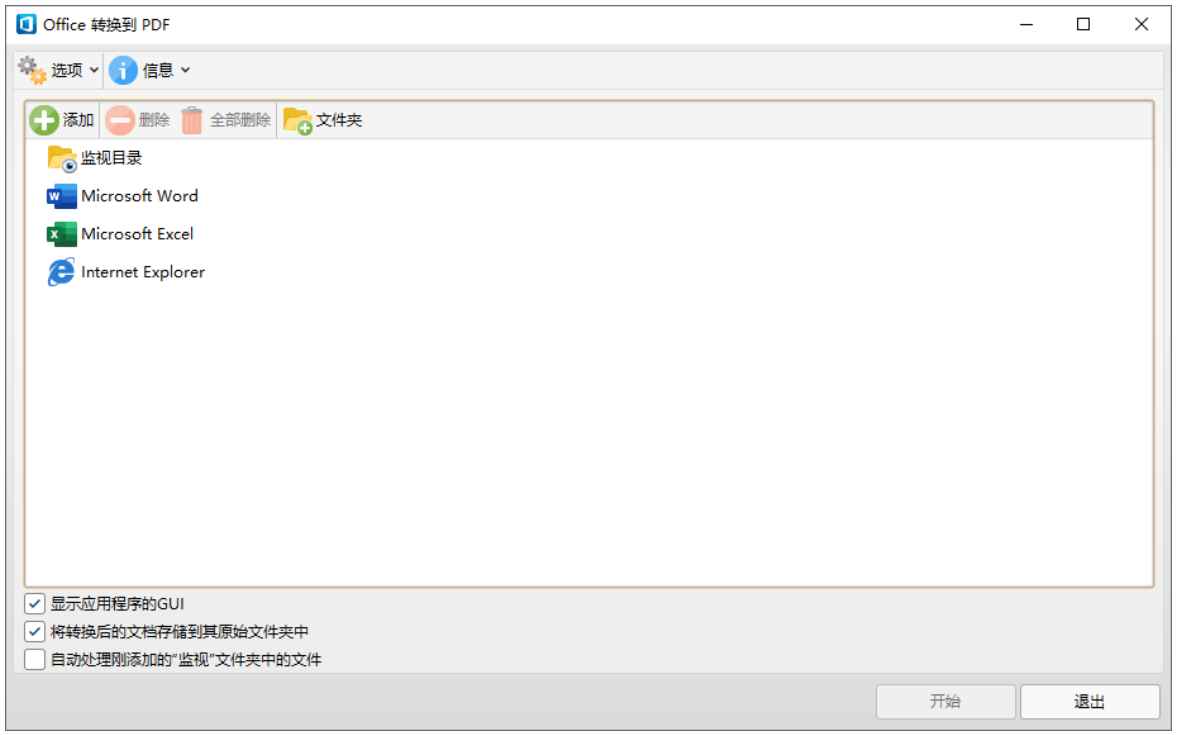 Office 转换到 PDF
选项 信息
添加 删除 全部删除 文件夹
监视目录
Microsoft Word
Microsoft Excel
Internet Explorer
显示应用程序的GUI
将转换后的文档存储到其原始文件夹中
自动处理刚添加的“监视”文件夹中的文件
开始 退出